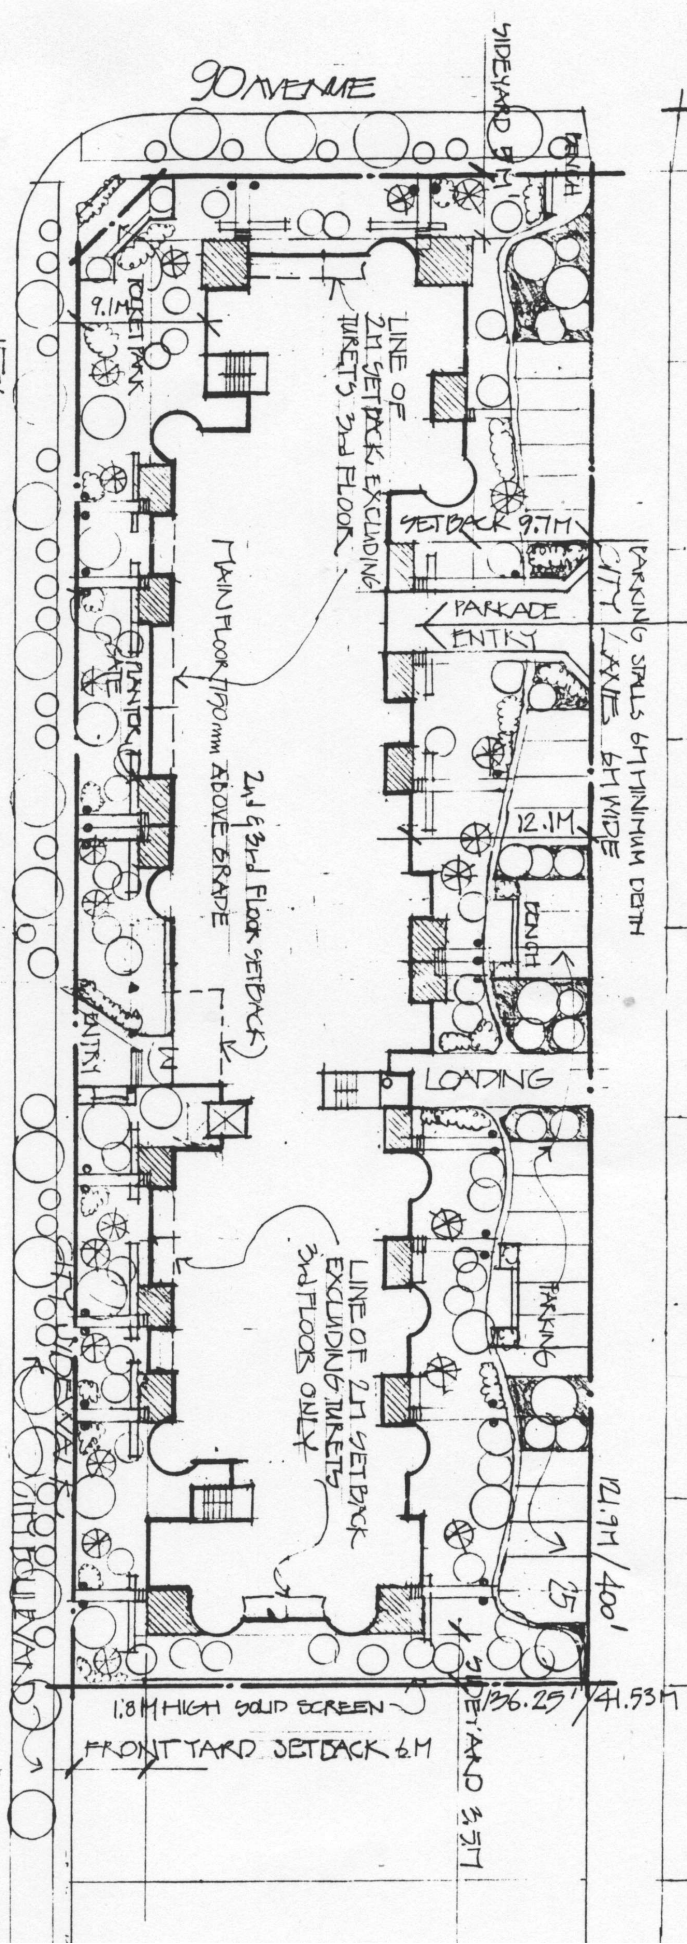 90 AVENUE
SIDEYARD 5M
BENCH
POCKET PARK
9.1M
LINE OF
2M SETBACK, EXCLUDING
TURETS 3rd FLOOR
SETBACK 9.7M
PARKADE
ENTRY
PARKING STALLS 6M MINIMUM DEPTH
CITY LANE 6M WIDE
MAIN FLOOR 750mm ABOVE GRADE
2nd & 3rd FLOOR SETBACK
GATE
PLANTER
12.1M
BENCH
ENTRY
LOADING
LINE OF 2M SETBACK
EXCLUDING TURETS
3rd FLOOR ONLY
PARKING
CITY SIDEWALK
CITY BOULEVARD
25
121.9M/400'
136.25'/41.53M
1.8M HIGH SOLID SCREEN
FRONT YARD SETBACK 6M
SIDEYARD 3.5M